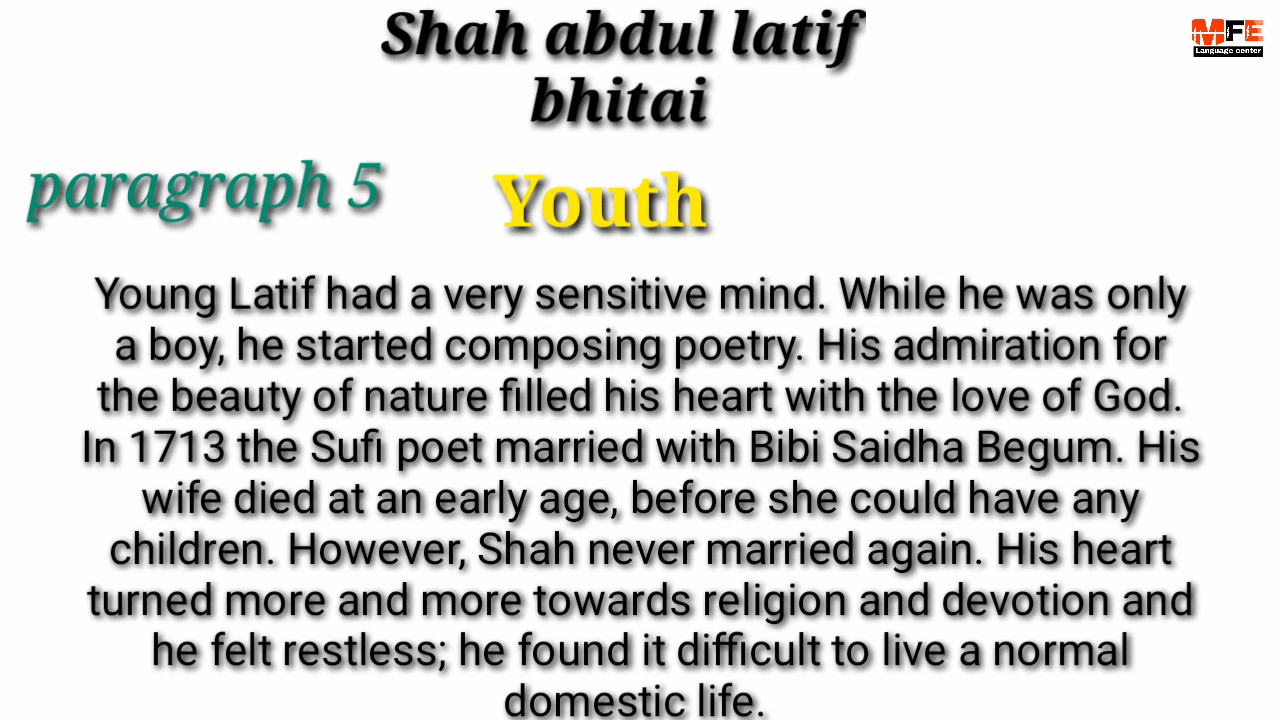 Shah abdul latif
bhitai
MFE
Language center
paragraph 5
Youth
Young Latif had a very sensitive mind. While he was only
a boy, he started composing poetry. His admiration for
the beauty of nature filled his heart with the love of God.
In 1713 the Sufi poet married with Bibi Saidha Begum. His
wife died at an early age, before she could have any
children. However, Shah never married again. His heart
turned more and more towards religion and devotion and
he felt restless; he found it difficult to live a normal
domestic life.